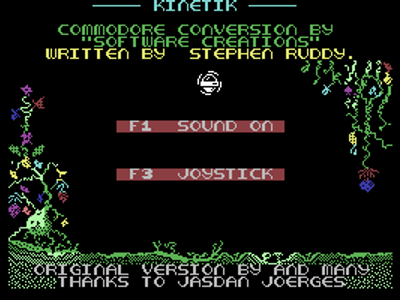 KINETIK
COMMODORE CONVERSION BY
"SOFTWARE CREATIONS"
WRITTEN BY STEPHEN RUDDY.
F1 SOUND ON
F3 JOYSTICK
ORIGINAL VERSION BY AND MANY
THANKS TO JASDAN JOERGES